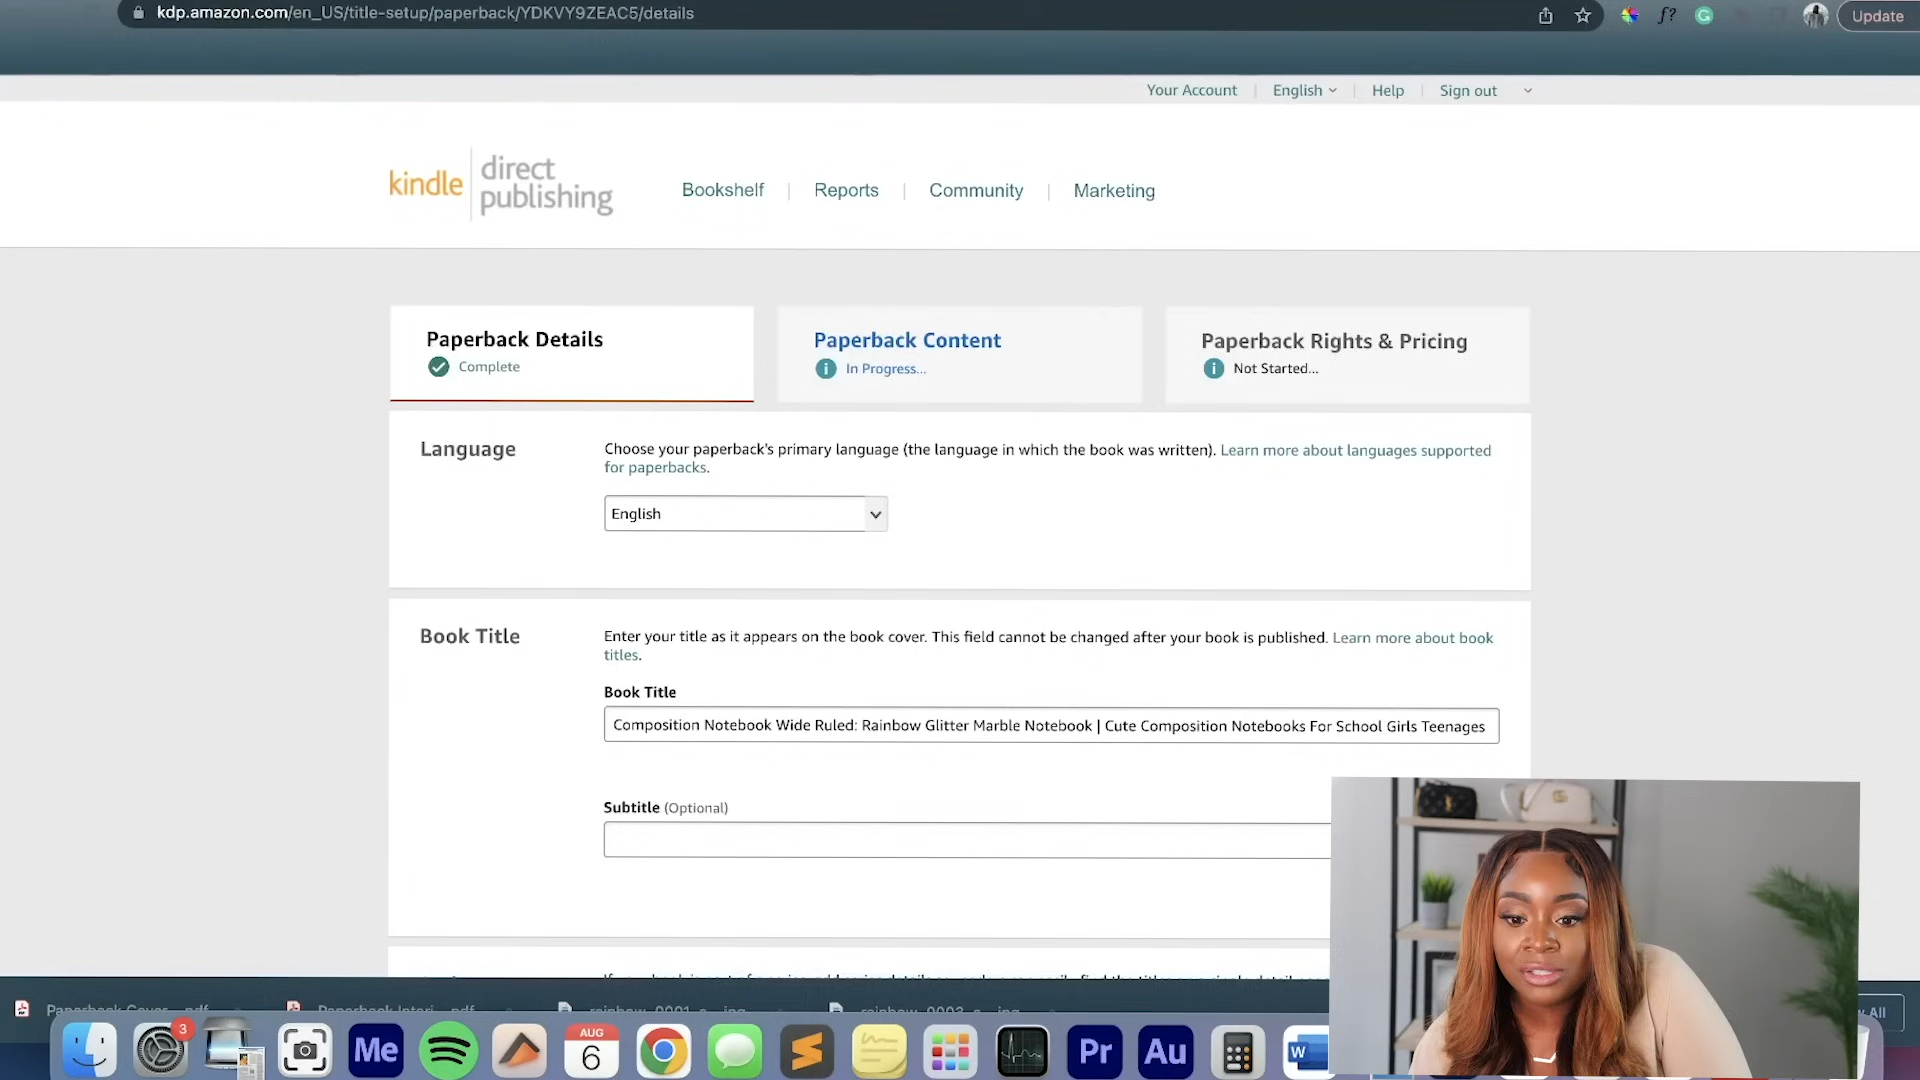 kdp.amazon.com/en_US/title-setup/paperback/YDKVY9ZEAC5/details
f?
G
Update
Your Account
English
Help
Sign out
kindle
direct
publishing
Bookshelf
Reports
Community
Marketing
Paperback Details
Complete
Paperback Content
In Progress...
Paperback Rights & Pricing
Not Started...
Language
Choose your paperback's primary language (the language in which the book was written). Learn more about languages supported
for paperbacks.
English
Book Title
Enter your title as it appears on the book cover. This field cannot be changed after your book is published. Learn more about book
titles.
Book Title
Composition Notebook Wide Ruled: Rainbow Glitter Marble Notebook | Cute Composition Notebooks For School Girls Teenages
Subtitle (Optional)
3
Me
AUG
6
Pr
Au
W
All